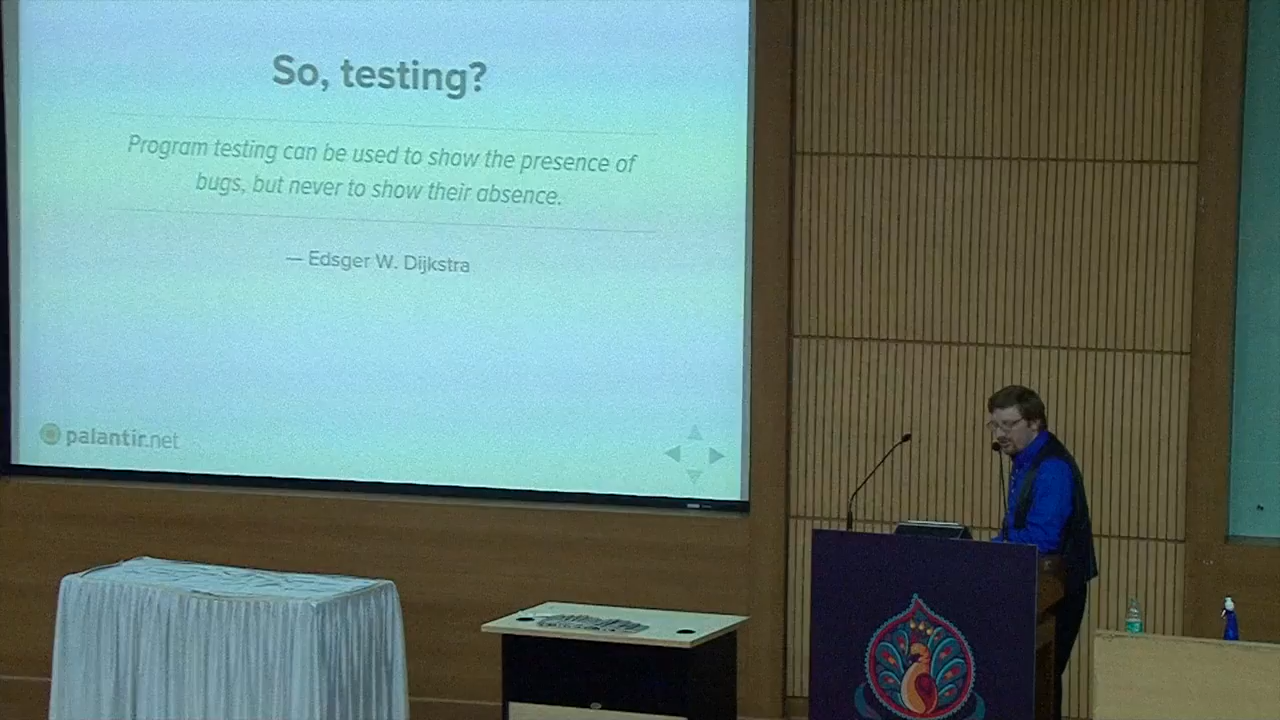 So, testing?
Program testing can be used to show the presence of
bugs, but never to show their absence.
— Edsger W. Dijkstra
palantir.net